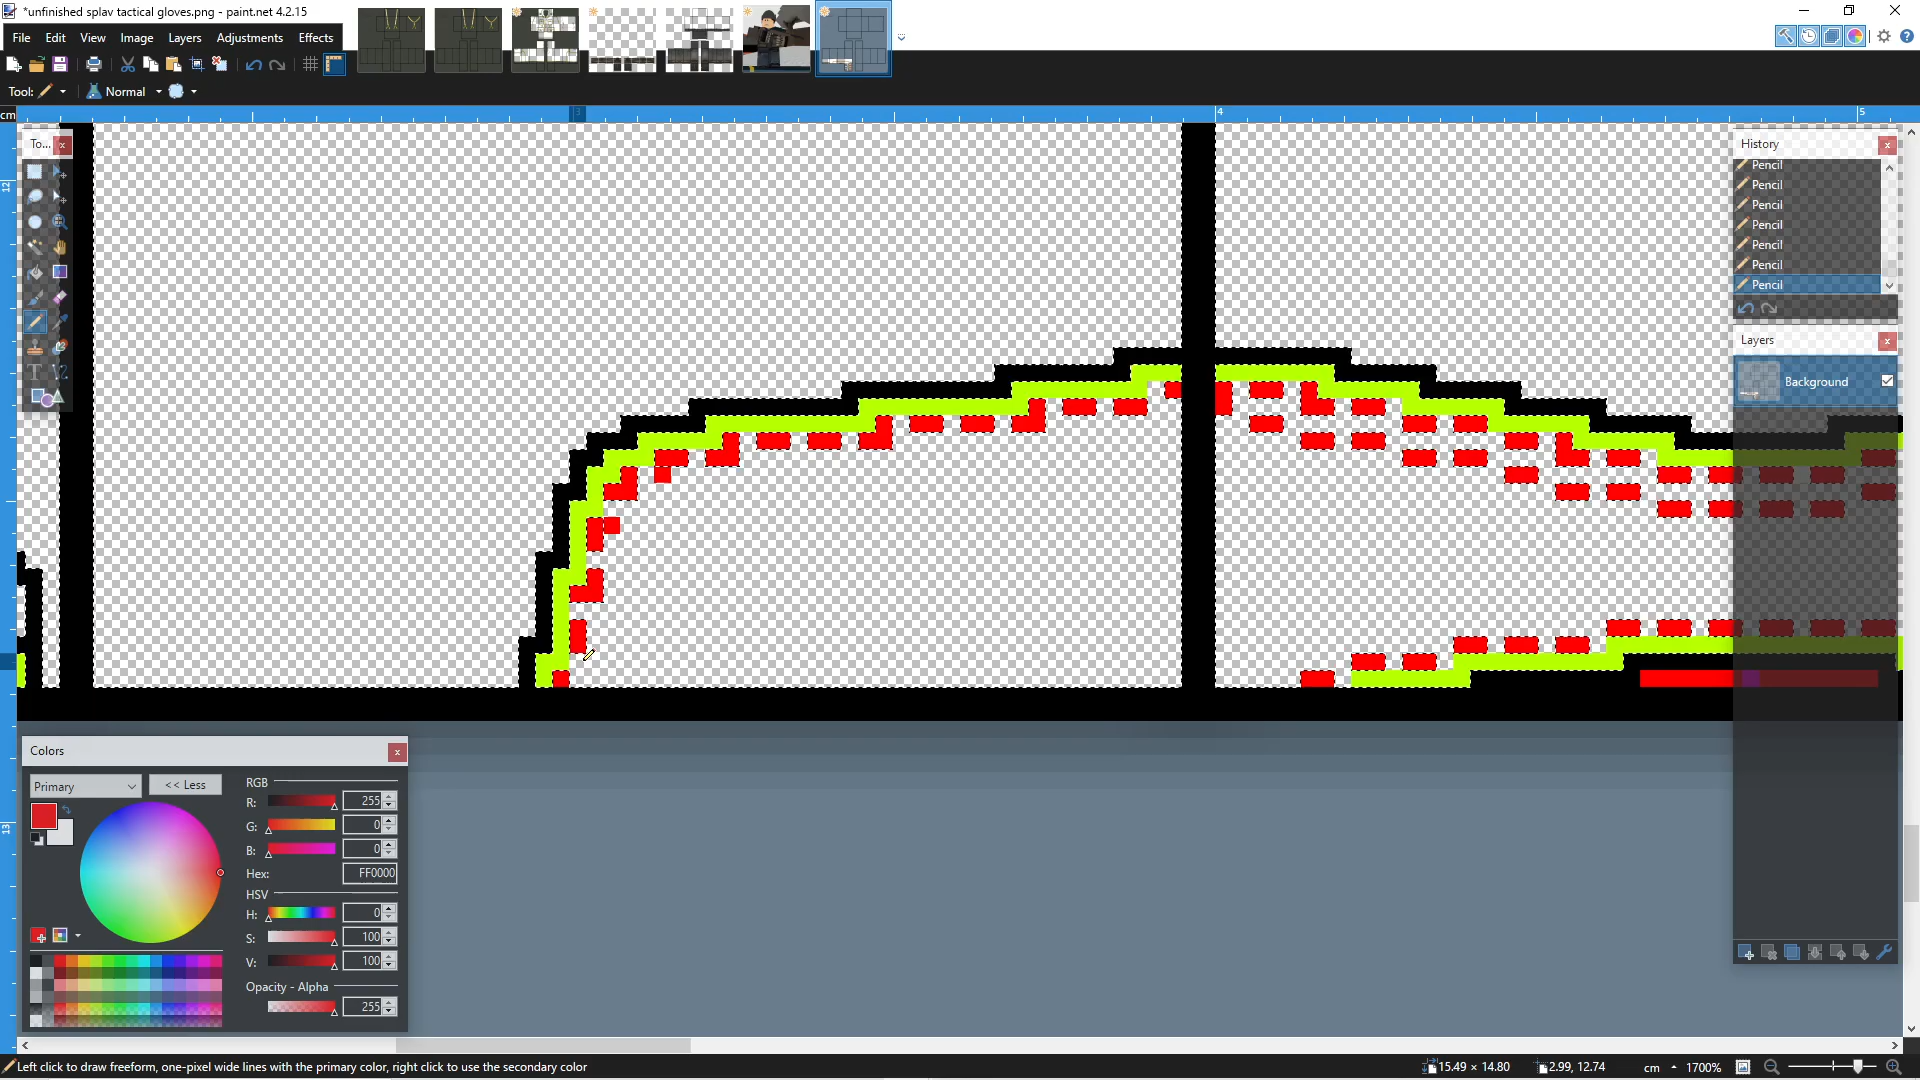 *unfinished splav tactical gloves.png - paint.net 4.2.15
File Edit View Image Layers Adjustments Effects
Tool: Normal
cm 3 4 5
To...
12
13
History
Pencil
Pencil
Pencil
Pencil
Pencil
Pencil
Pencil
Layers
Background
Colors
Primary
<< Less
RGB
R: 255
G: 0
B: 0
Hex: FF0000
HSV
H: 0
S: 100
V: 100
Opacity - Alpha
255
Left click to draw freeform, one-pixel wide lines with the primary color, right click to use the secondary color
15.49 × 14.80
2.99, 12.74
cm
1700%